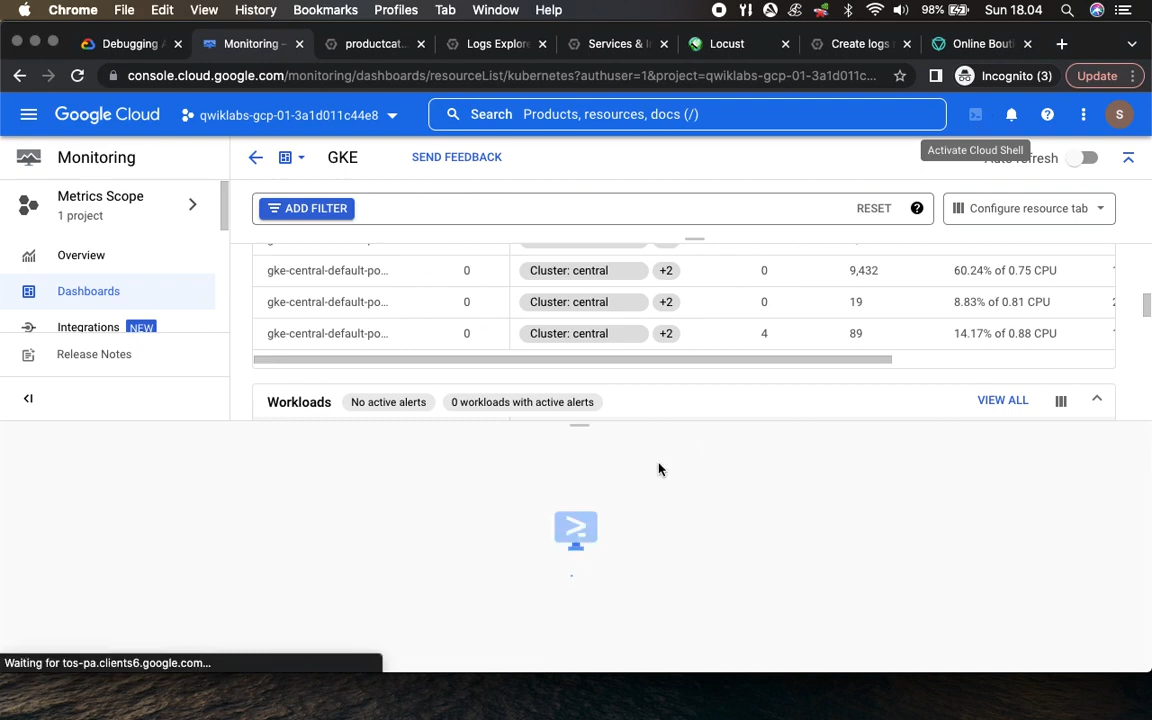 Chrome File Edit View History Bookmarks Profiles Tab Window Help 98% Sun 18.04
Debugging Monitoring - productcat... Logs Explore Services & I Locust Create logs Online Bouti
console.cloud.google.com/monitoring/dashboards/resourceList/kubernetes?authuser=1&project=qwiklabs-gcp-01-3a1d011c... Incognito (3) Update
Google Cloud qwiklabs-gcp-01-3a1d011c44e8 Search Products, resources, docs (/) S
Activate Cloud Shell
Monitoring GKE SEND FEEDBACK refresh
Metrics Scope
1 project
ADD FILTER RESET Configure resource tab
Overview
Dashboards
Integrations NEW
Release Notes
gke-central-default-po... 0 Cluster: central +2 0 9,432 60.24% of 0.75 CPU
gke-central-default-po... 0 Cluster: central +2 0 19 8.83% of 0.81 CPU
gke-central-default-po... 0 Cluster: central +2 4 89 14.17% of 0.88 CPU
Workloads No active alerts 0 workloads with active alerts VIEW ALL
Waiting for tos-pa.clients6.google.com...